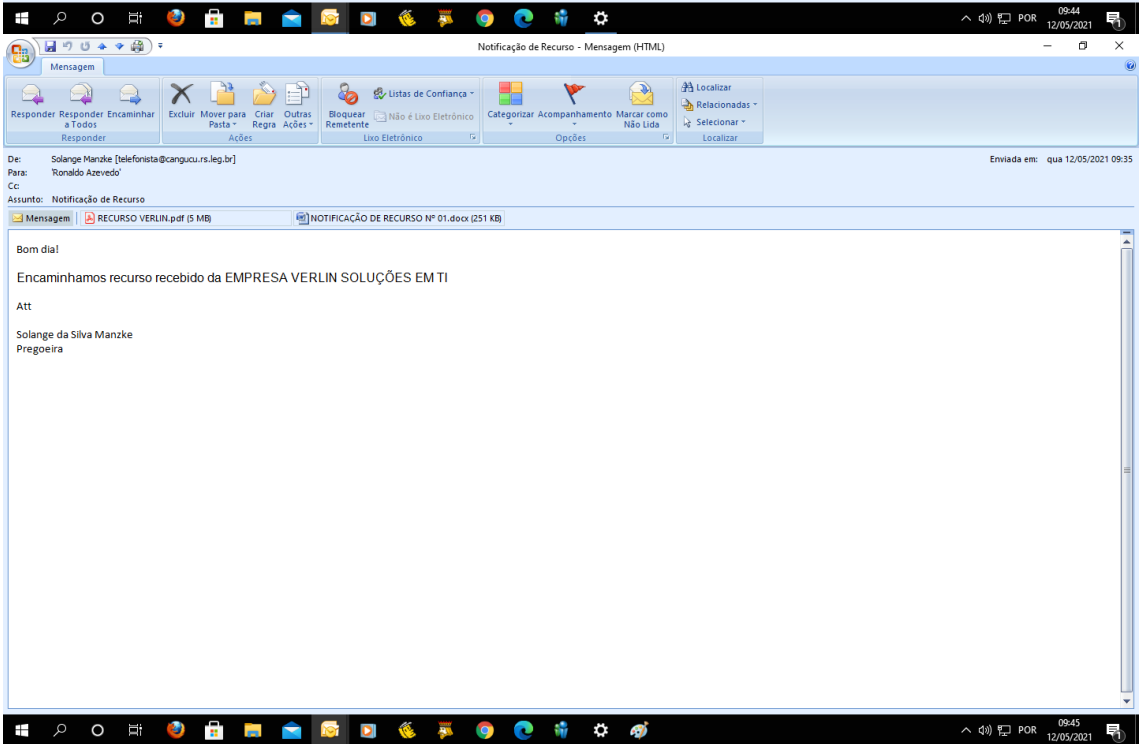 09:44
POR
12/05/2021
Notificação de Recurso - Mensagem (HTML)
Mensagem
Responder Responder a Todos Encaminhar
Excluir Mover para Pasta Criar Regra Outras Ações
Bloquear Remetente
Listas de Confiança
Não é Lixo Eletrônico
Categorizar Acompanhamento Marcar como Não Lida
Localizar
Relacionadas
Selecionar
Responder Ações Lixo Eletrônico Opções Localizar
De: Solange Manzke [telefonista@cangucu.rs.leg.br] Enviada em: qua 12/05/2021 09:35
Para: 'Ronaldo Azevedo'
Cc:
Assunto: Notificação de Recurso
Mensagem RECURSO VERLIN.pdf (5 MB) NOTIFICAÇÃO DE RECURSO Nº 01.docx (251 KB)
Bom dia!
Encaminhamos recurso recebido da EMPRESA VERLIN SOLUÇÕES EM TI
Att
Solange da Silva Manzke
Pregoeira
09:45
POR
12/05/2021